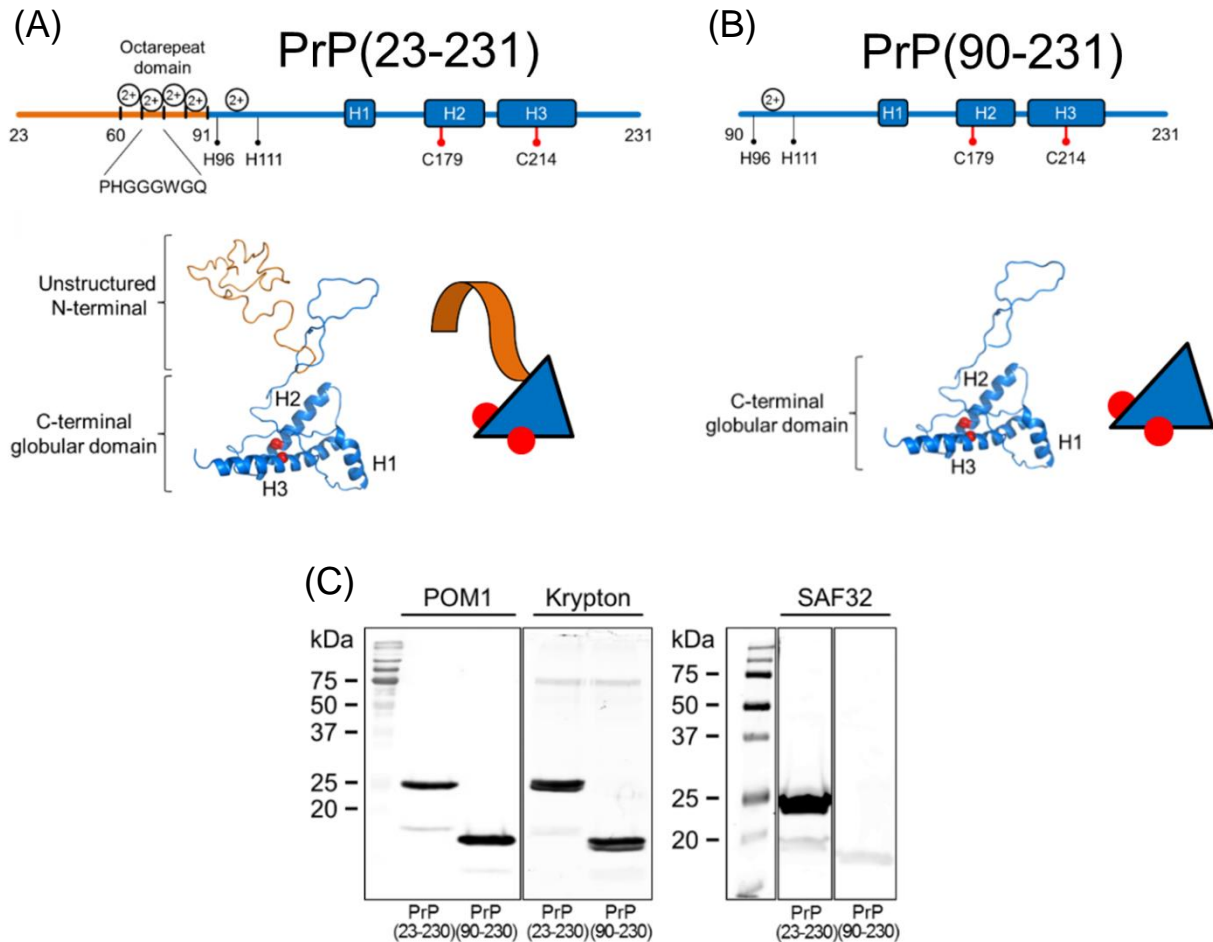 (A)
PrP(23-231)
Octarepeat
domain
2+ 2+ 2+ 2+ 2+
H1 H2 H3
23 60 91 231
H96 H111 C179 C214
PHGGGWGQ
Unstructured
N-terminal
C-terminal
globular domain
H2
H1
H3
(B)
PrP(90-231)
2+
H1 H2 H3
90 231
H96 H111 C179 C214
C-terminal
globular domain
H2
H1
H3
(C)
POM1 Krypton
kDa
75
50
37
25
20
PrP PrP PrP PrP
(23-230) (90-230) (23-230) (90-230)
SAF32
kDa
75
50
37
25
20
PrP PrP
(23-230) (90-230)